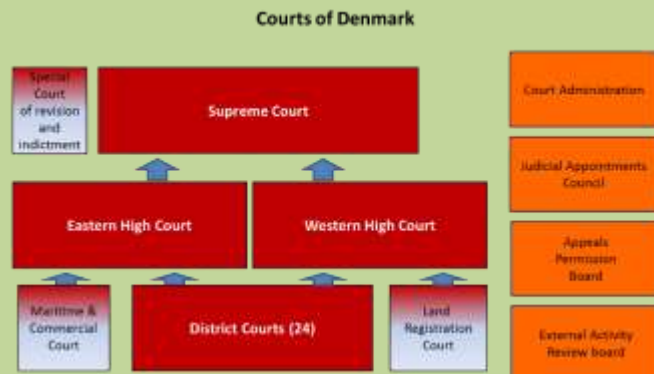 Courts of Denmark
Special
Court
of revision
and
indictment
Supreme Court
Eastern High Court
Western High Court
Maritime &
Commercial
Court
District Courts (24)
Land
Registration
Court
Court Administration
Judicial Appointments
Council
Appeals
Permission
Board
External Activity
Review board